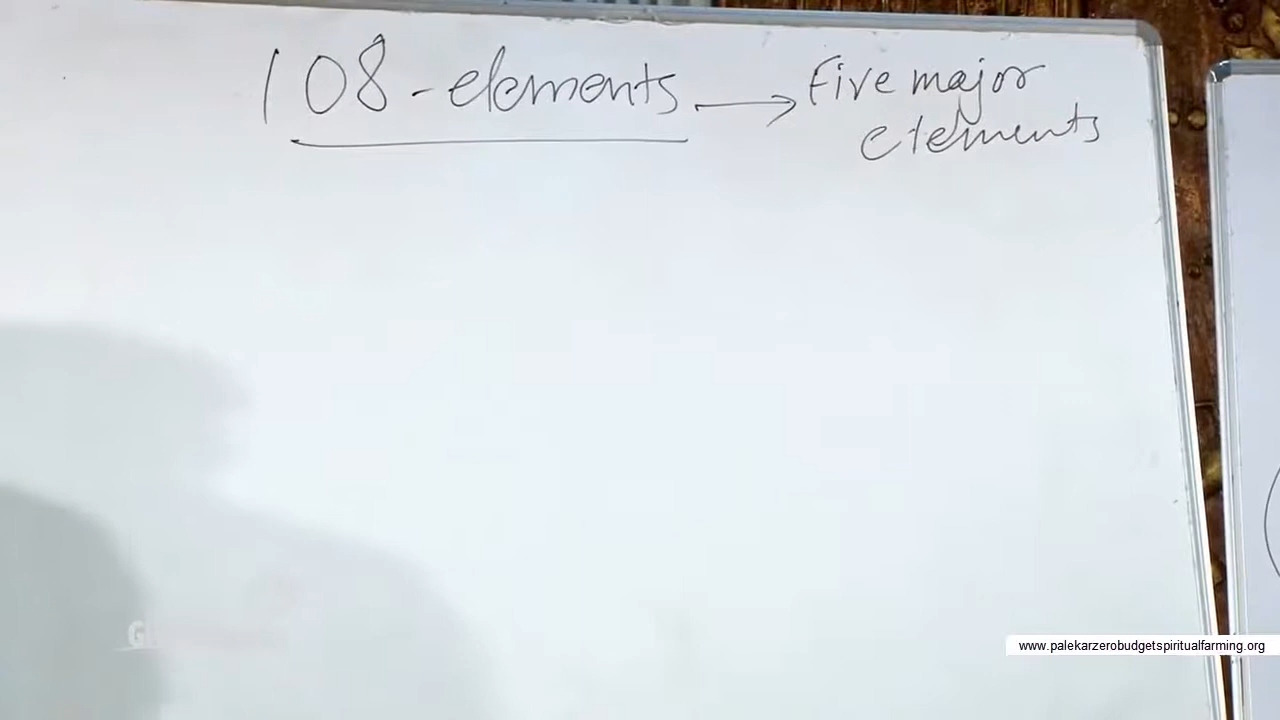 108 - elements → Five major
elements
www.palekarzerobudgetspiritualfarming.org